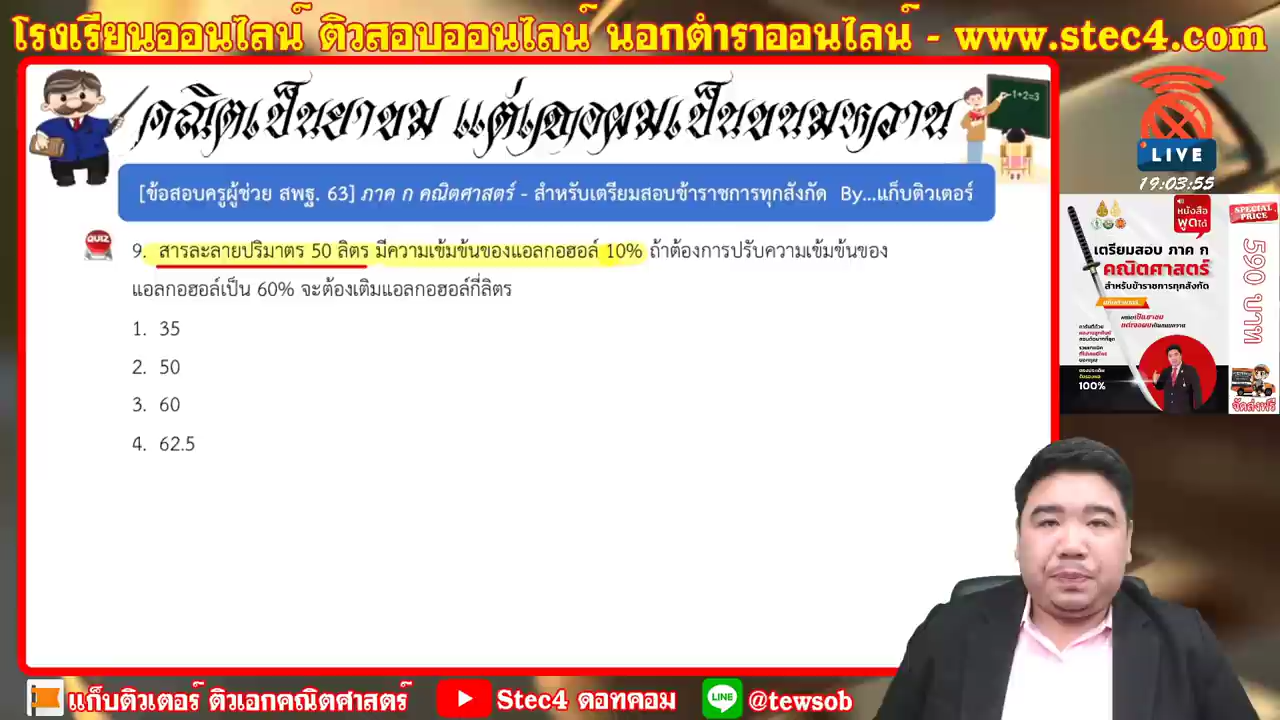 โรงเรียนออนไลน์ ติวสอบออนไลน์ นอกตำราออนไลน์ - www.stec4.com
คณิตเป็นยาขม แต่เจอผมเป็นขนมหวาน
1+2=3
LIVE
19:03:55
[ข้อสอบครูผู้ช่วย สพฐ. 63] ภาค ก คณิตศาสตร์ - สำหรับเตรียมสอบข้าราชการทุกสังกัด By...แก็บติวเตอร์
QUIZ
9. สารละลายปริมาตร 50 ลิตร มีความเข้มข้นของแอลกอฮอล์ 10% ถ้าต้องการปรับความเข้มข้นของ
แอลกอฮอล์เป็น 60% จะต้องเติมแอลกอฮอล์กี่ลิตร
1. 35
2. 50
3. 60
4. 62.5
หนังสือ
พูดได้
SPECIAL
PRICE
เตรียมสอบ ภาค ก
คณิตศาสตร์
สำหรับข้าราชการทุกสังกัด
100%
590 บาท
จัดส่งฟรี
แก็บติวเตอร์ ติวเอกคณิตศาสตร์
Stec4 ดอทคอม
LINE
@tewsob